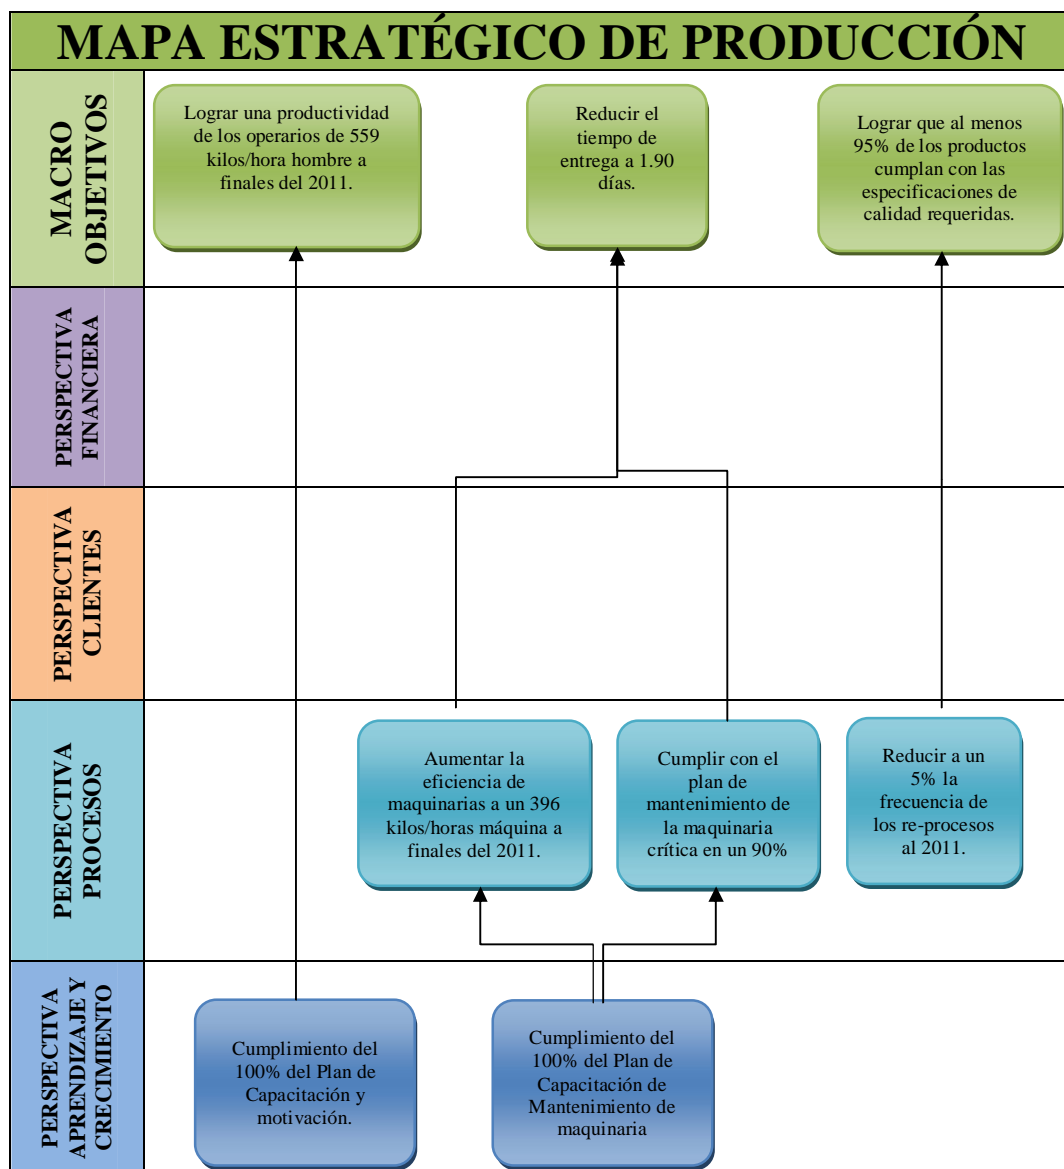 MAPA ESTRATÉGICO DE PRODUCCIÓN
MACRO
OBJETIVOS
Lograr una productividad
de los operarios de 559
kilos/hora hombre a
finales del 2011.
Reducir el
tiempo de
entrega a 1.90
días.
Lograr que al menos
95% de los productos
cumplan con las
especificaciones de
calidad requeridas.
PERSPECTIVA
FINANCIERA
PERSPECTIVA
CLIENTES
PERSPECTIVA
PROCESOS
Aumentar la
eficiencia de
maquinarias a un 396
kilos/horas máquina a
finales del 2011.
Cumplir con el
plan de
mantenimiento de
la maquinaria
crítica en un 90%
Reducir a un
5% la
frecuencia de
los re-procesos
al 2011.
PERSPECTIVA
APRENDIZAJE Y
CRECIMIENTO
Cumplimiento del
100% del Plan de
Capacitación y
motivación.
Cumplimiento del
100% del Plan de
Capacitación de
Mantenimiento de
maquinaria